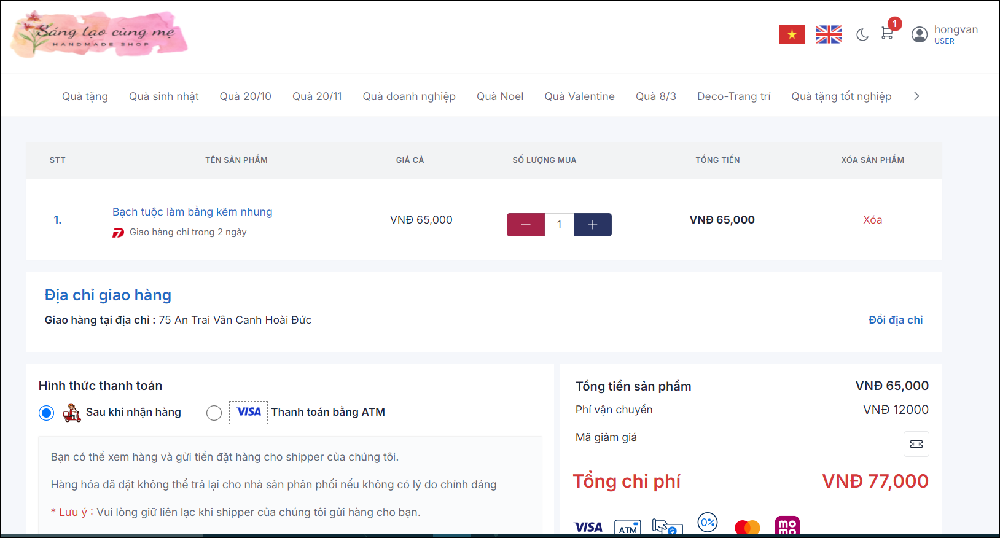 Sáng tạo cùng mẹ
HANDMADE SHOP
1
hongvan
USER
Quà tặng Quà sinh nhật Quà 20/10 Quà 20/11 Quà doanh nghiệp Quà Noel Quà Valentine Quà 8/3 Deco-Trang trí Quà tặng tốt nghiệp
STT TÊN SẢN PHẨM GIÁ CẢ SỐ LƯỢNG MUA TỔNG TIỀN XÓA SẢN PHẨM
1. Bạch tuộc làm bằng kẽm nhung VNĐ 65,000 − 1 + VNĐ 65,000 Xóa
Giao hàng chỉ trong 2 ngày
Địa chỉ giao hàng
Giao hàng tại địa chỉ : 75 An Trai Vân Canh Hoài Đức Đổi địa chỉ
Hình thức thanh toán
Sau khi nhận hàng VISA Thanh toán bằng ATM
Bạn có thể xem hàng và gửi tiền đặt hàng cho shipper của chúng tôi.
Hàng hóa đã đặt không thể trả lại cho nhà sản phân phối nếu không có lý do chính đáng
* Lưu ý : Vui lòng giữ liên lạc khi shipper của chúng tôi gửi hàng cho bạn.
Tổng tiền sản phẩm VNĐ 65,000
Phí vận chuyển VNĐ 12000
Mã giảm giá
Tổng chi phí VNĐ 77,000
VISA ATM $ 0% mo mo